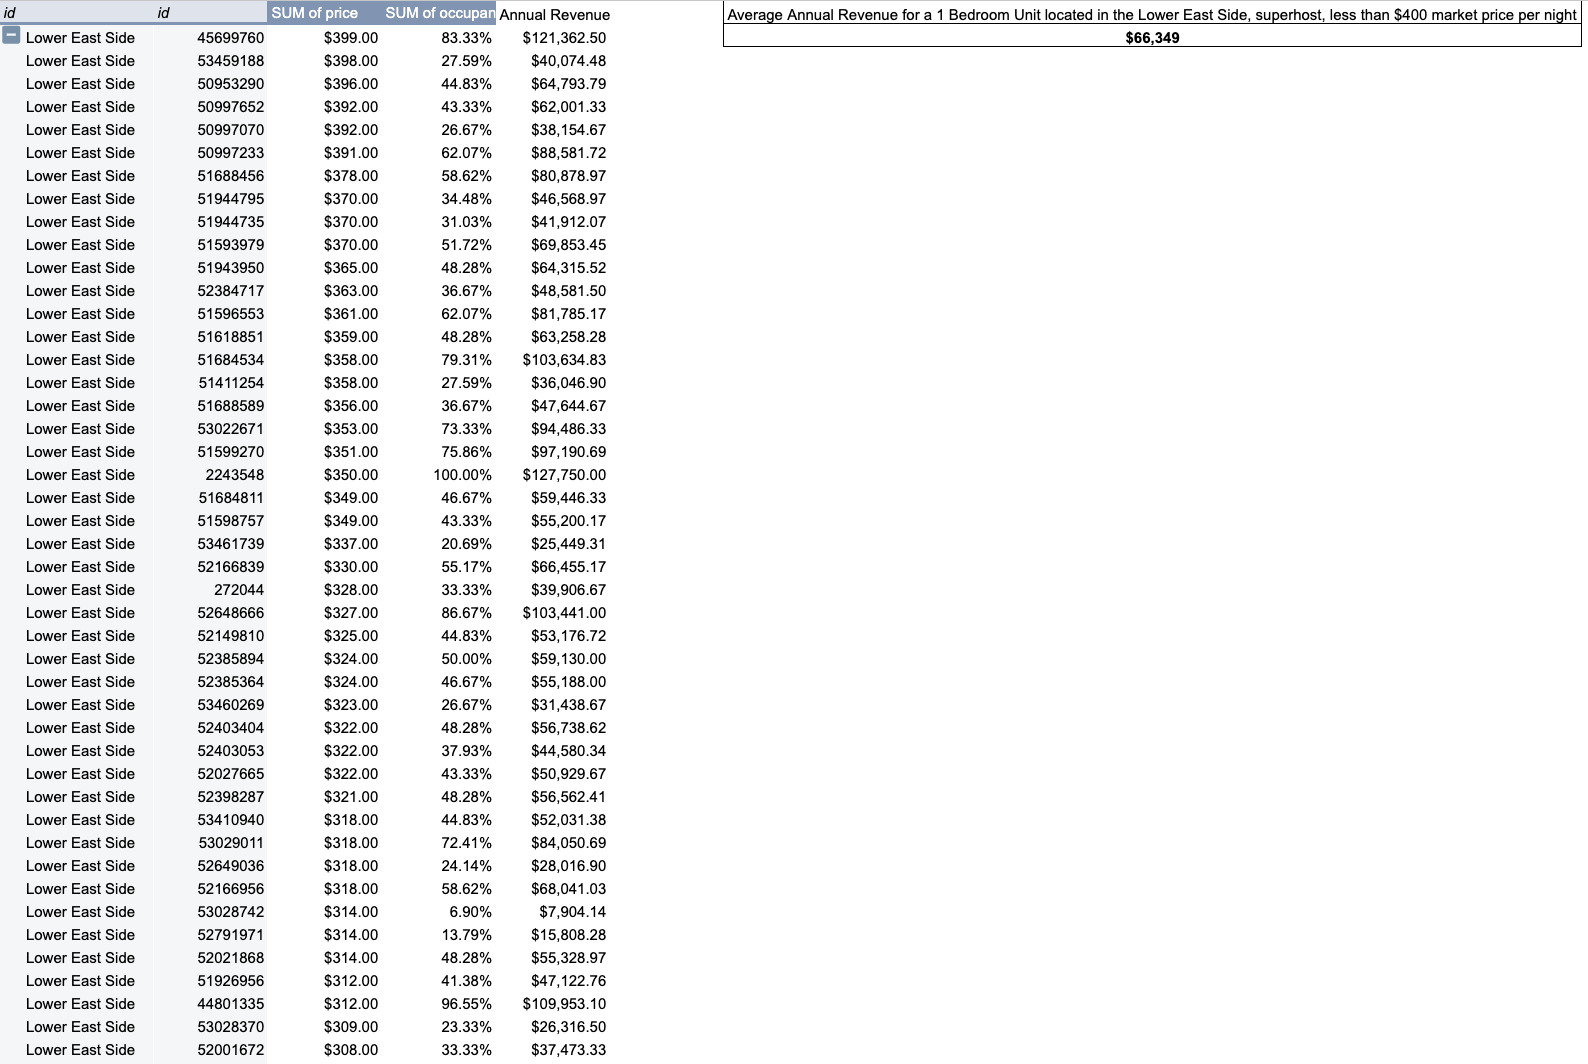 id id SUM of price SUM of occupan Annual Revenue Average Annual Revenue for a 1 Bedroom Unit located in the Lower East Side, superhost, less than $400 market price per night
Lower East Side 45699760 $399.00 83.33% $121,362.50 $66,349
Lower East Side 53459188 $398.00 27.59% $40,074.48
Lower East Side 50953290 $396.00 44.83% $64,793.79
Lower East Side 50997652 $392.00 43.33% $62,001.33
Lower East Side 50997070 $392.00 26.67% $38,154.67
Lower East Side 50997233 $391.00 62.07% $88,581.72
Lower East Side 51688456 $378.00 58.62% $80,878.97
Lower East Side 51944795 $370.00 34.48% $46,568.97
Lower East Side 51944735 $370.00 31.03% $41,912.07
Lower East Side 51593979 $370.00 51.72% $69,853.45
Lower East Side 51943950 $365.00 48.28% $64,315.52
Lower East Side 52384717 $363.00 36.67% $48,581.50
Lower East Side 51596553 $361.00 62.07% $81,785.17
Lower East Side 51618851 $359.00 48.28% $63,258.28
Lower East Side 51684534 $358.00 79.31% $103,634.83
Lower East Side 51411254 $358.00 27.59% $36,046.90
Lower East Side 51688589 $356.00 36.67% $47,644.67
Lower East Side 53022671 $353.00 73.33% $94,486.33
Lower East Side 51599270 $351.00 75.86% $97,190.69
Lower East Side 2243548 $350.00 100.00% $127,750.00
Lower East Side 51684811 $349.00 46.67% $59,446.33
Lower East Side 51598757 $349.00 43.33% $55,200.17
Lower East Side 53461739 $337.00 20.69% $25,449.31
Lower East Side 52166839 $330.00 55.17% $66,455.17
Lower East Side 272044 $328.00 33.33% $39,906.67
Lower East Side 52648666 $327.00 86.67% $103,441.00
Lower East Side 52149810 $325.00 44.83% $53,176.72
Lower East Side 52385894 $324.00 50.00% $59,130.00
Lower East Side 52385364 $324.00 46.67% $55,188.00
Lower East Side 53460269 $323.00 26.67% $31,438.67
Lower East Side 52403404 $322.00 48.28% $56,738.62
Lower East Side 52403053 $322.00 37.93% $44,580.34
Lower East Side 52027665 $322.00 43.33% $50,929.67
Lower East Side 52398287 $321.00 48.28% $56,562.41
Lower East Side 53410940 $318.00 44.83% $52,031.38
Lower East Side 53029011 $318.00 72.41% $84,050.69
Lower East Side 52649036 $318.00 24.14% $28,016.90
Lower East Side 52166956 $318.00 58.62% $68,041.03
Lower East Side 53028742 $314.00 6.90% $7,904.14
Lower East Side 52791971 $314.00 13.79% $15,808.28
Lower East Side 52021868 $314.00 48.28% $55,328.97
Lower East Side 51926956 $312.00 41.38% $47,122.76
Lower East Side 44801335 $312.00 96.55% $109,953.10
Lower East Side 53028370 $309.00 23.33% $26,316.50
Lower East Side 52001672 $308.00 33.33% $37,473.33